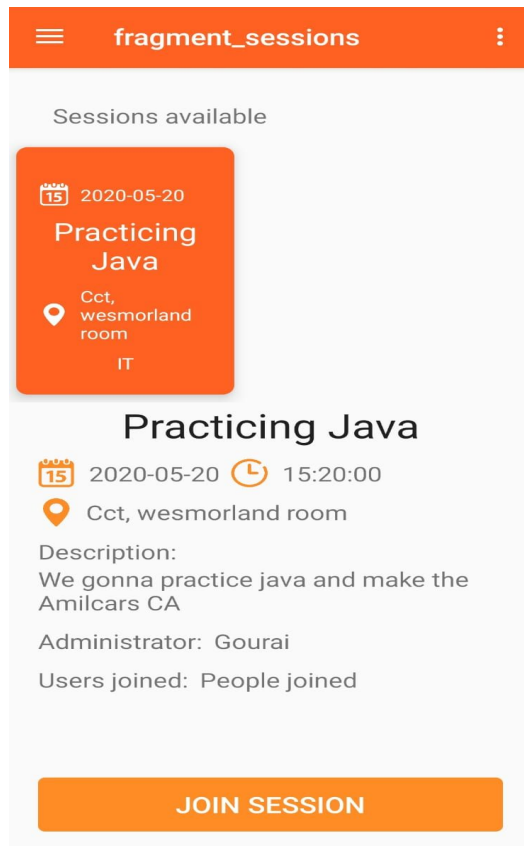 fragment_sessions
Sessions available
15 2020-05-20
Practicing
Java
Cct,
wesmorland
room
IT
Practicing Java
15 2020-05-20 15:20:00
Cct, wesmorland room
Description:
We gonna practice java and make the
Amilcars CA
Administrator: Gourai
Users joined: People joined
JOIN SESSION